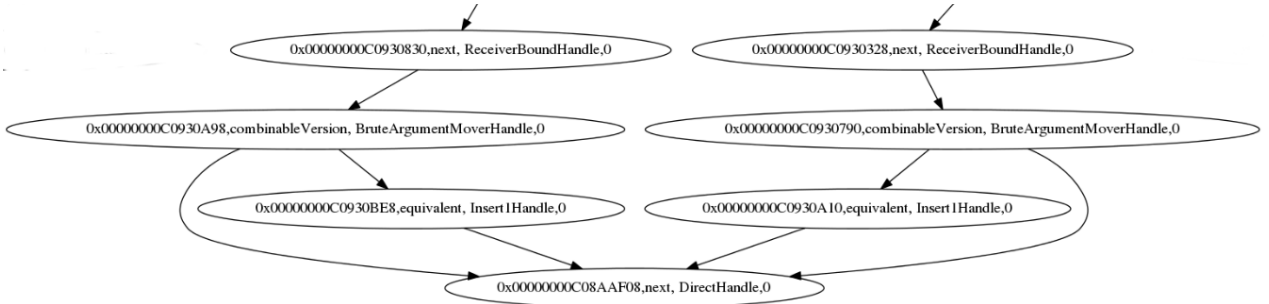 0x00000000C0930830,next, ReceiverBoundHandle,0
0x00000000C0930328,next, ReceiverBoundHandle,0
0x00000000C0930A98,combinableVersion, BruteArgumentMoverHandle,0
0x00000000C0930790,combinableVersion, BruteArgumentMoverHandle,0
0x00000000C0930BE8,equivalent, Insert1Handle,0
0x00000000C0930A10,equivalent, Insert1Handle,0
0x00000000C08AAF08,next, DirectHandle,0